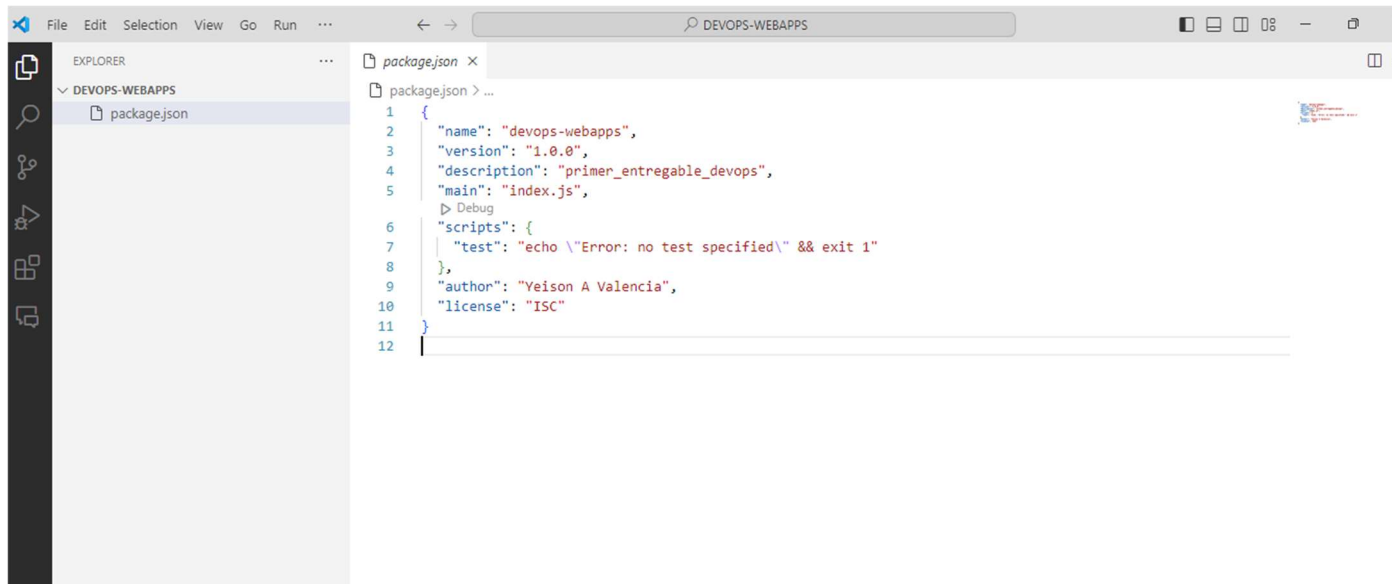 File Edit Selection View Go Run ···
DEVOPS-WEBAPPS
EXPLORER ···
DEVOPS-WEBAPPS
package.json
package.json ×
package.json > ...
1 {
2 "name": "devops-webapps",
3 "version": "1.0.0",
4 "description": "primer_entregable_devops",
5 "main": "index.js",
Debug
6 "scripts": {
7 "test": "echo \"Error: no test specified\" && exit 1"
8 },
9 "author": "Yeison A Valencia",
10 "license": "ISC"
11 }
12